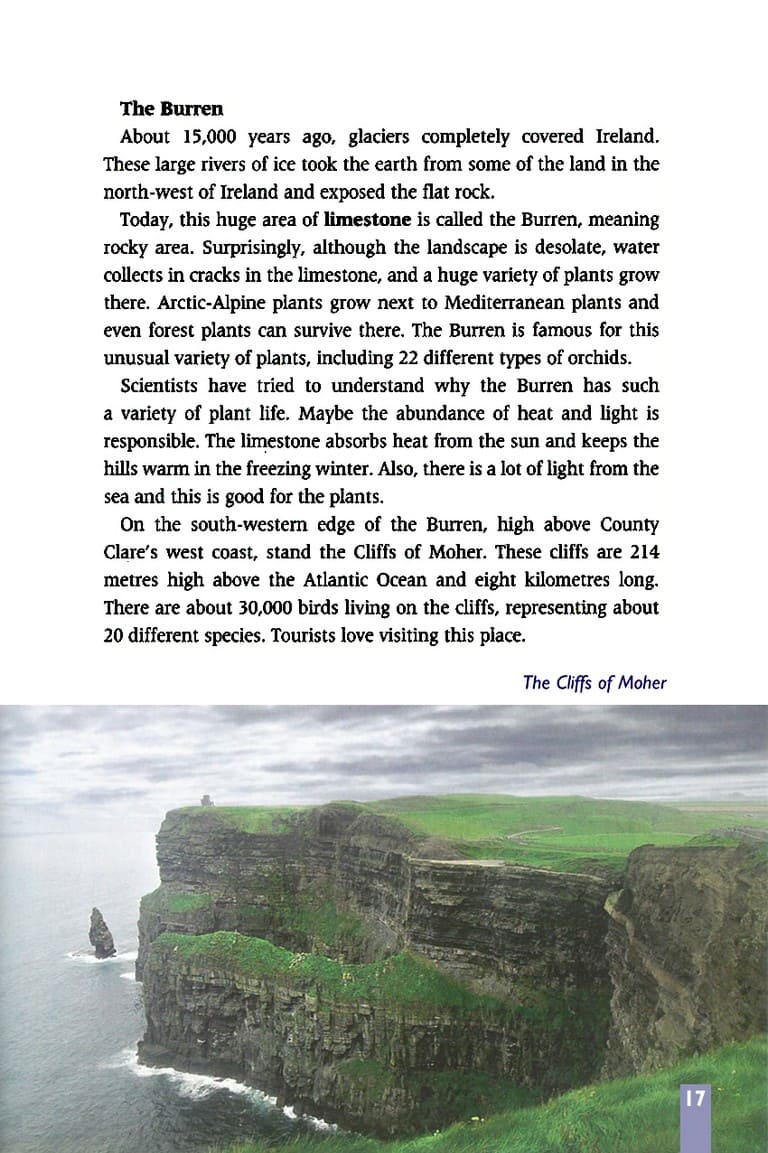 The Burren
About 15,000 years ago, glaciers completely covered Ireland.
These large rivers of ice took the earth from some of the land in the
north-west of Ireland and exposed the flat rock.
Today, this huge area of limestone is called the Burren, meaning
rocky area. Surprisingly, although the landscape is desolate, water
collects in cracks in the limestone, and a huge variety of plants grow
there. Arctic-Alpine plants grow next to Mediterranean plants and
even forest plants can survive there. The Burren is famous for this
unusual variety of plants, including 22 different types of orchids.
Scientists have tried to understand why the Burren has such
a variety of plant life. Maybe the abundance of heat and light is
responsible. The limestone absorbs heat from the sun and keeps the
hills warm in the freezing winter. Also, there is a lot of light from the
sea and this is good for the plants.
On the south-western edge of the Burren, high above County
Clare's west coast, stand the Cliffs of Moher. These cliffs are 214
metres high above the Atlantic Ocean and eight kilometres long.
There are about 30,000 birds living on the cliffs, representing about
20 different species. Tourists love visiting this place.
The Cliffs of Moher
17